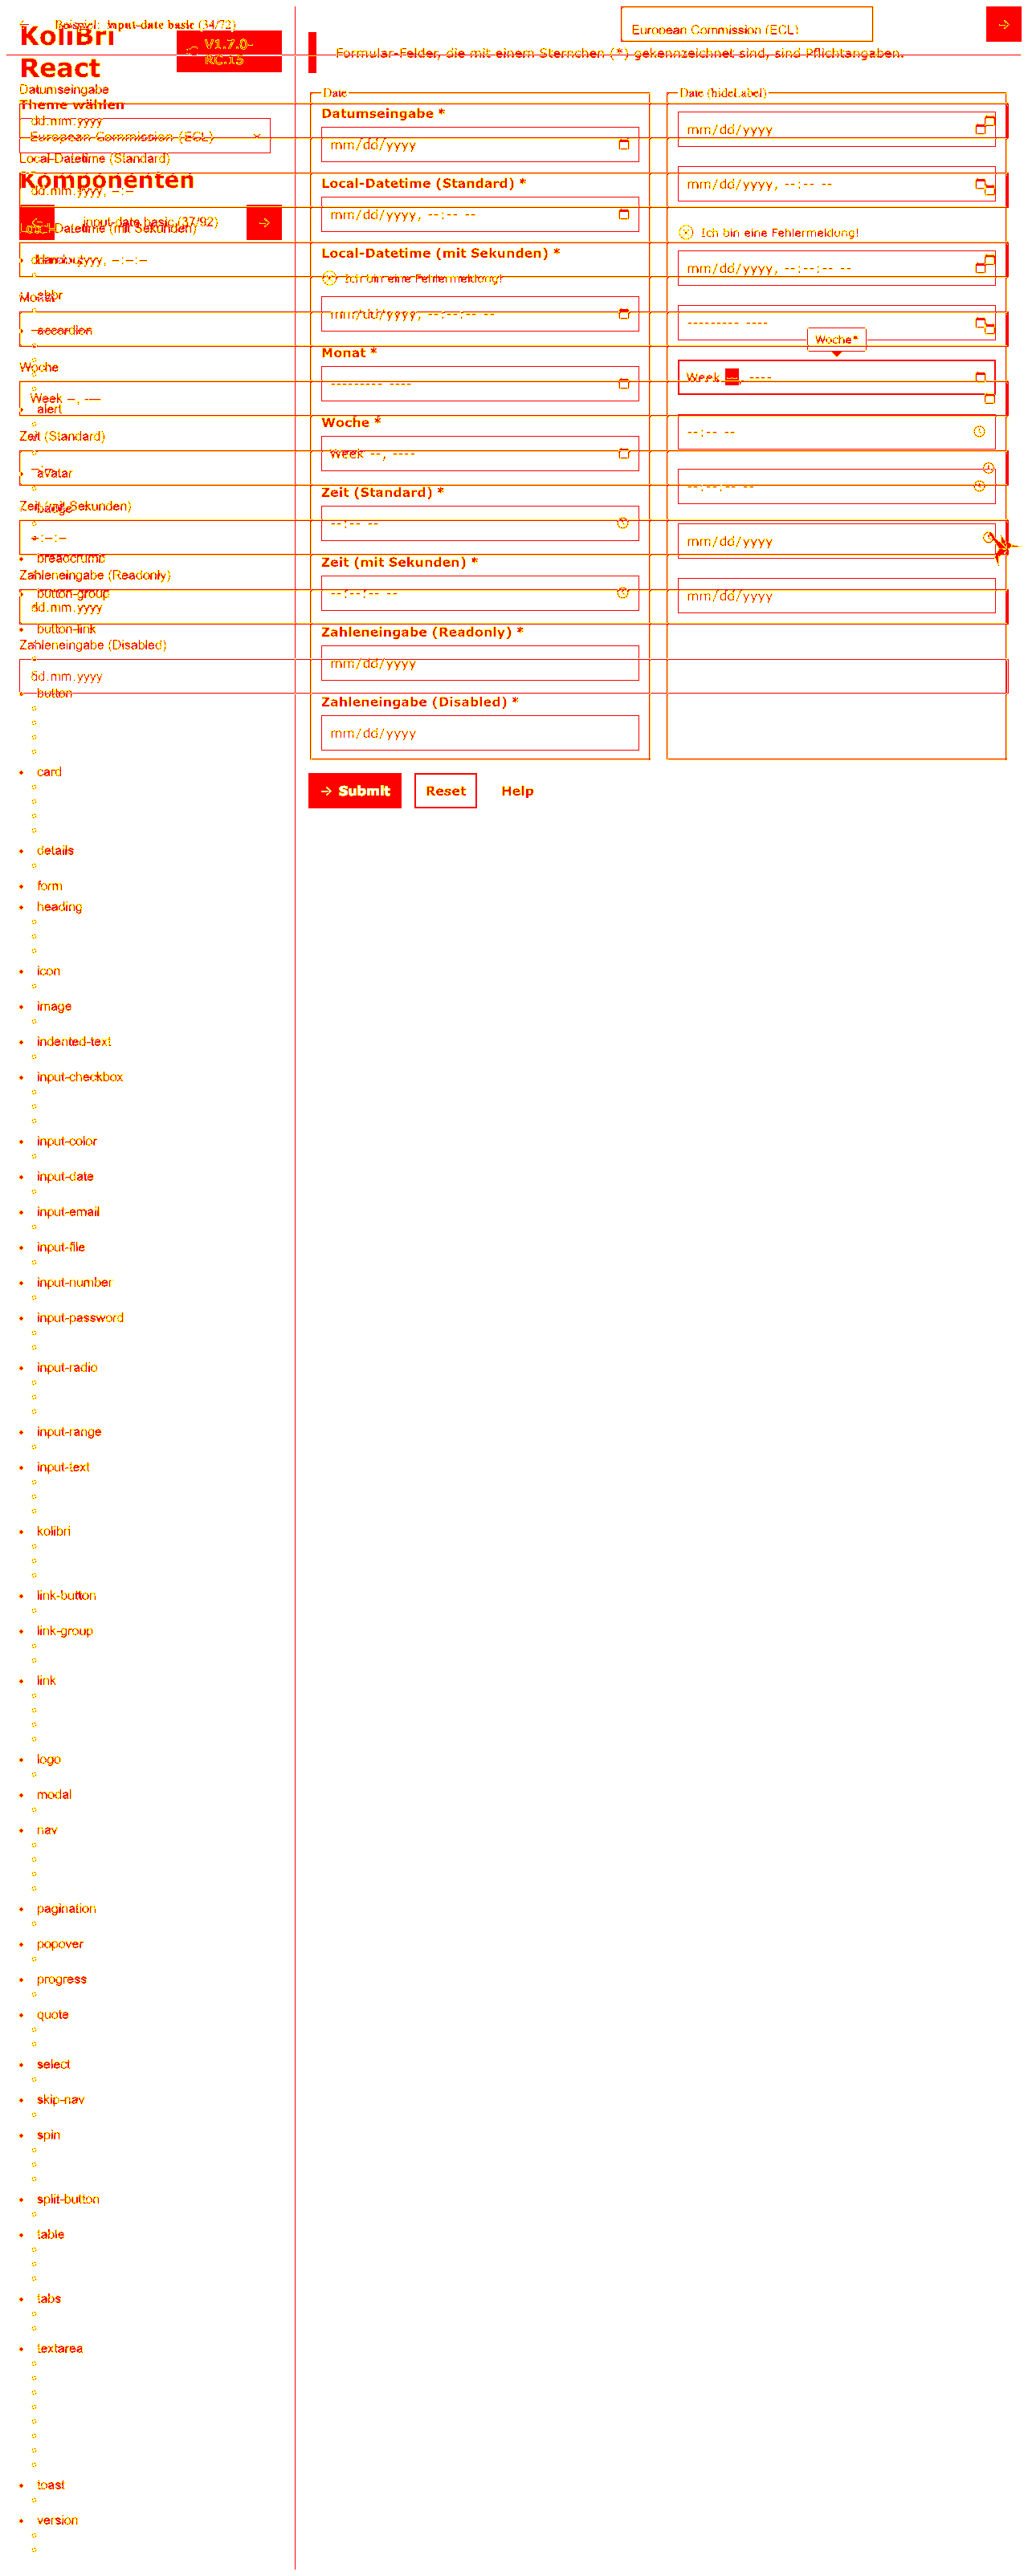 Beispiel: input-date basic (34/72)
KoliBri
React
V1.7.0-
RC.15
European Commission (ECL)
Formular-Felder, die mit einem Sternchen (*) gekennzeichnet sind, sind Pflichtangaben.
Datumseingabe
Theme wählen
dd.mm.yyyy
European Commission (ECL)
Local-Datetime (Standard)
Komponenten
dd.mm.yyyy, --:--
input-date basic (37/92)
Local-Datetime (mit Sekunden)
abbr
Monat
accordion
Woche
Week --, ----
alert
Zeit (Standard)
avatar
badge
Zeit (mit Sekunden)
breadcrumb
Zahleneingabe (Readonly)
button-group
dd.mm.yyyy
button-link
Zahleneingabe (Disabled)
dd.mm.yyyy
button
card
details
form
heading
icon
image
indented-text
input-checkbox
input-color
input-date
input-email
input-file
input-number
input-password
input-radio
input-range
input-text
kolibri
link-button
link-group
link
logo
modal
nav
pagination
popover
progress
quote
select
skip-nav
spin
split-button
table
tabs
textarea
toast
version
Date
Datumseingabe *
mm/dd/yyyy
Local-Datetime (Standard) *
mm/dd/yyyy, --:-- --
Local-Datetime (mit Sekunden) *
Ich bin eine Fehlermeldung!
mm/dd/yyyy, --:--:-- --
Monat *
--------- ----
Woche *
Week --, ----
Zeit (Standard) *
--:-- --
Zeit (mit Sekunden) *
--:--:-- --
Zahleneingabe (Readonly) *
mm/dd/yyyy
Zahleneingabe (Disabled) *
mm/dd/yyyy
Date (hideLabel)
mm/dd/yyyy
mm/dd/yyyy, --:-- --
Ich bin eine Fehlermeldung!
mm/dd/yyyy, --:--:-- --
--------- ----
Woche*
Week --, ----
--:-- --
--:--:-- --
mm/dd/yyyy
mm/dd/yyyy
Submit
Reset
Help